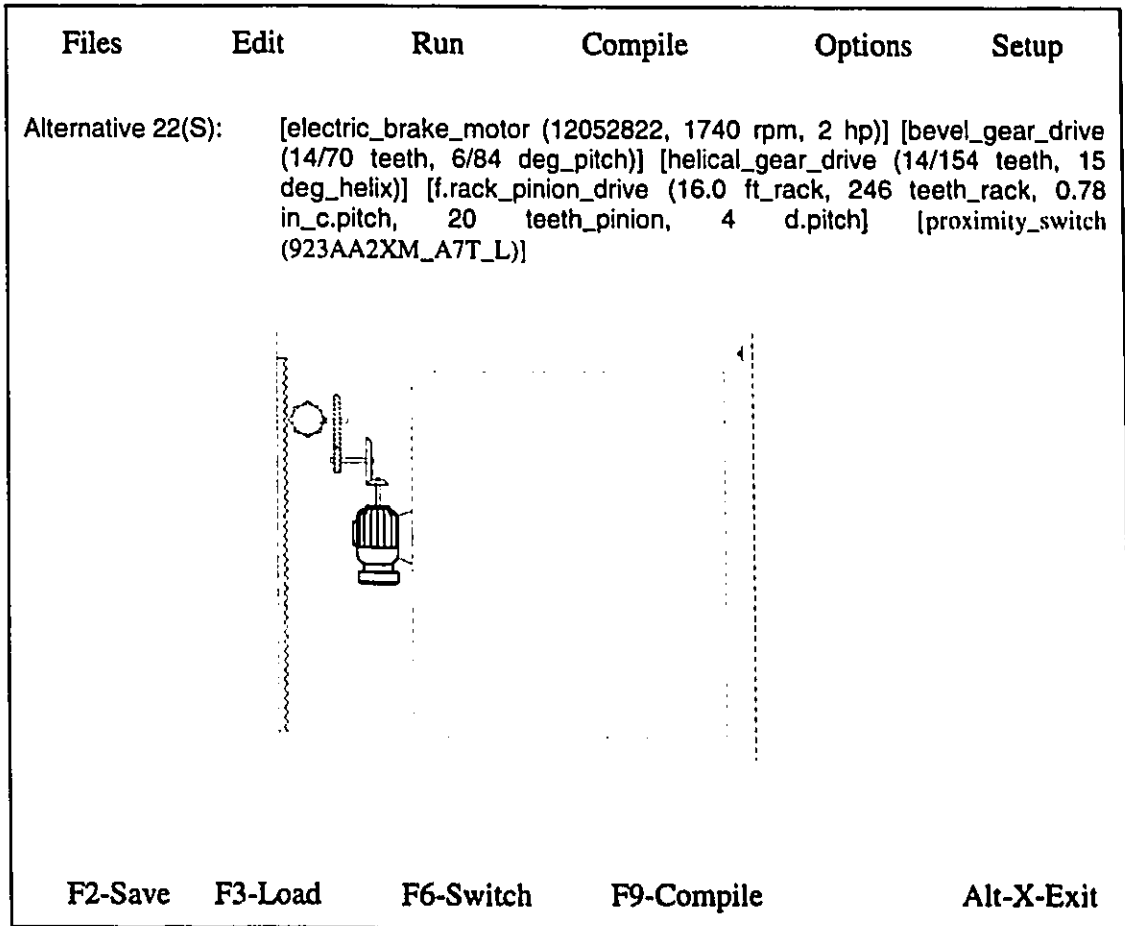 Files Edit Run Compile Options Setup
Alternative 22(S): [electric_brake_motor (12052822, 1740 rpm, 2 hp)] [bevel_gear_drive
(14/70 teeth, 6/84 deg_pitch)] [helical_gear_drive (14/154 teeth, 15
deg_helix)] [f.rack_pinion_drive (16.0 ft_rack, 246 teeth_rack, 0.78
in_c.pitch, 20 teeth_pinion, 4 d.pitch] [proximity_switch
(923AA2XM_A7T_L)]
F2-Save F3-Load F6-Switch F9-Compile Alt-X-Exit